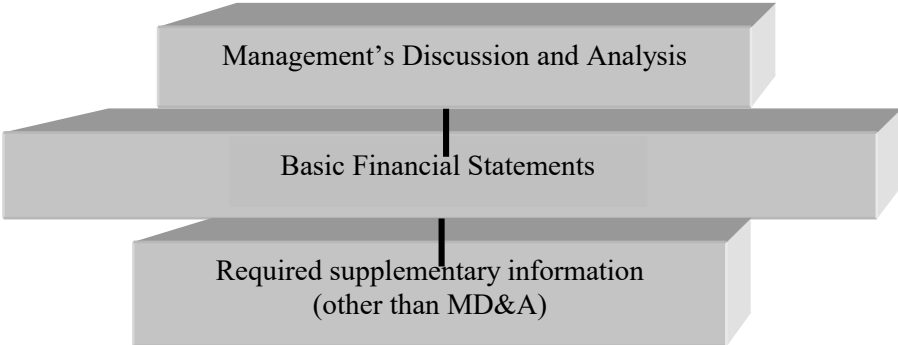 Management’s Discussion and Analysis
Basic Financial Statements
Required supplementary information
(other than MD&A)